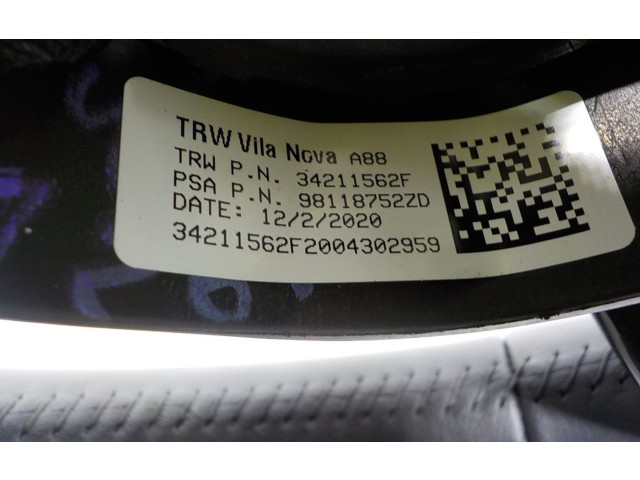 TRW Vila Nova A88
TRW P.N. 34211562F
PSA P.N. 98118752ZD
DATE: 12/2/2020
34211562F2004302959